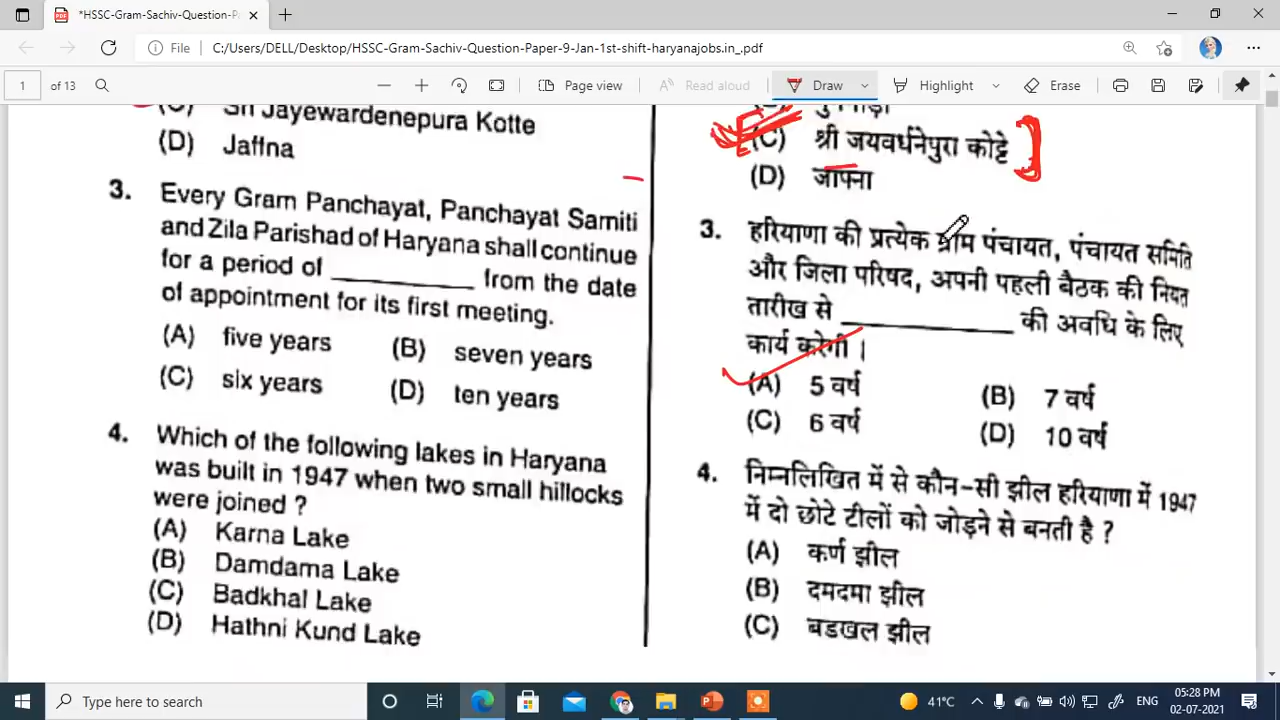 *HSSC-Gram-Sachiv-Question-P
File
C:/Users/DELL/Desktop/HSSC-Gram-Sachiv-Question-Paper-9-Jan-1st-shift-haryanajobs.in_.pdf
1 of 13
Page view
Read aloud
Draw
Highlight
Erase
Sri Jayewardenepura Kotte
(D) Jaffna
3. Every Gram Panchayat, Panchayat Samiti
and Zila Parishad of Haryana shall continue
for a period of __________ from the date
of appointment for its first meeting.
(A) five years (B) seven years
(C) six years (D) ten years
4. Which of the following lakes in Haryana
was built in 1947 when two small hillocks
were joined ?
(A) Karna Lake
(B) Damdama Lake
(C) Badkhal Lake
(D) Hathni Kund Lake
(C) श्री जयवर्धनेपुरा कोट्टे
(D) जाफना
3. हरियाणा की प्रत्येक ग्राम पंचायत, पंचायत समिति
और जिला परिषद, अपनी पहली बैठक की नियत
तारीख से __________ की अवधि के लिए
कार्य करेगी ।
(A) 5 वर्ष (B) 7 वर्ष
(C) 6 वर्ष (D) 10 वर्ष
4. निम्नलिखित में से कौन-सी झील हरियाणा में 1947
में दो छोटे टीलों को जोड़ने से बनती है ?
(A) कर्ण झील
(B) दमदमा झील
(C) बडखल झील
Type here to search
41°C
ENG
05:28 PM
02-07-2021